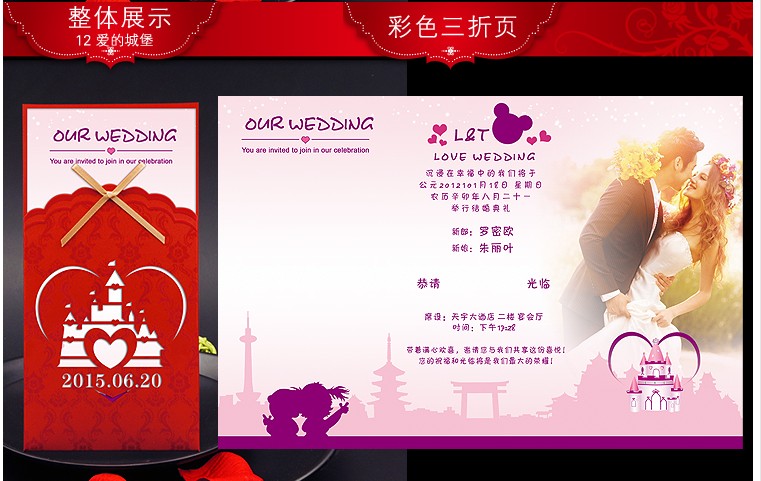 整体展示
12 爱的城堡
彩色三折页
OUR WEDDING
You are invited to join in our celebration
2015.06.20
OUR WEDDING
You are invited to join in our celebration
L&T
LOVE WEDDING
沉浸在幸福中的我们将于
公元2012101月18日 星期日
农历辛卯年八月二十一
举行结婚典礼
新郎: 罗密欧
新娘: 朱丽叶
恭请 光临
席设: 天宇大酒店 二楼 宴会厅
时间: 下午17:28
带着满心欢喜, 邀请您与我们共享这份喜悦!
您的祝福和光临将是我们最大的荣耀!